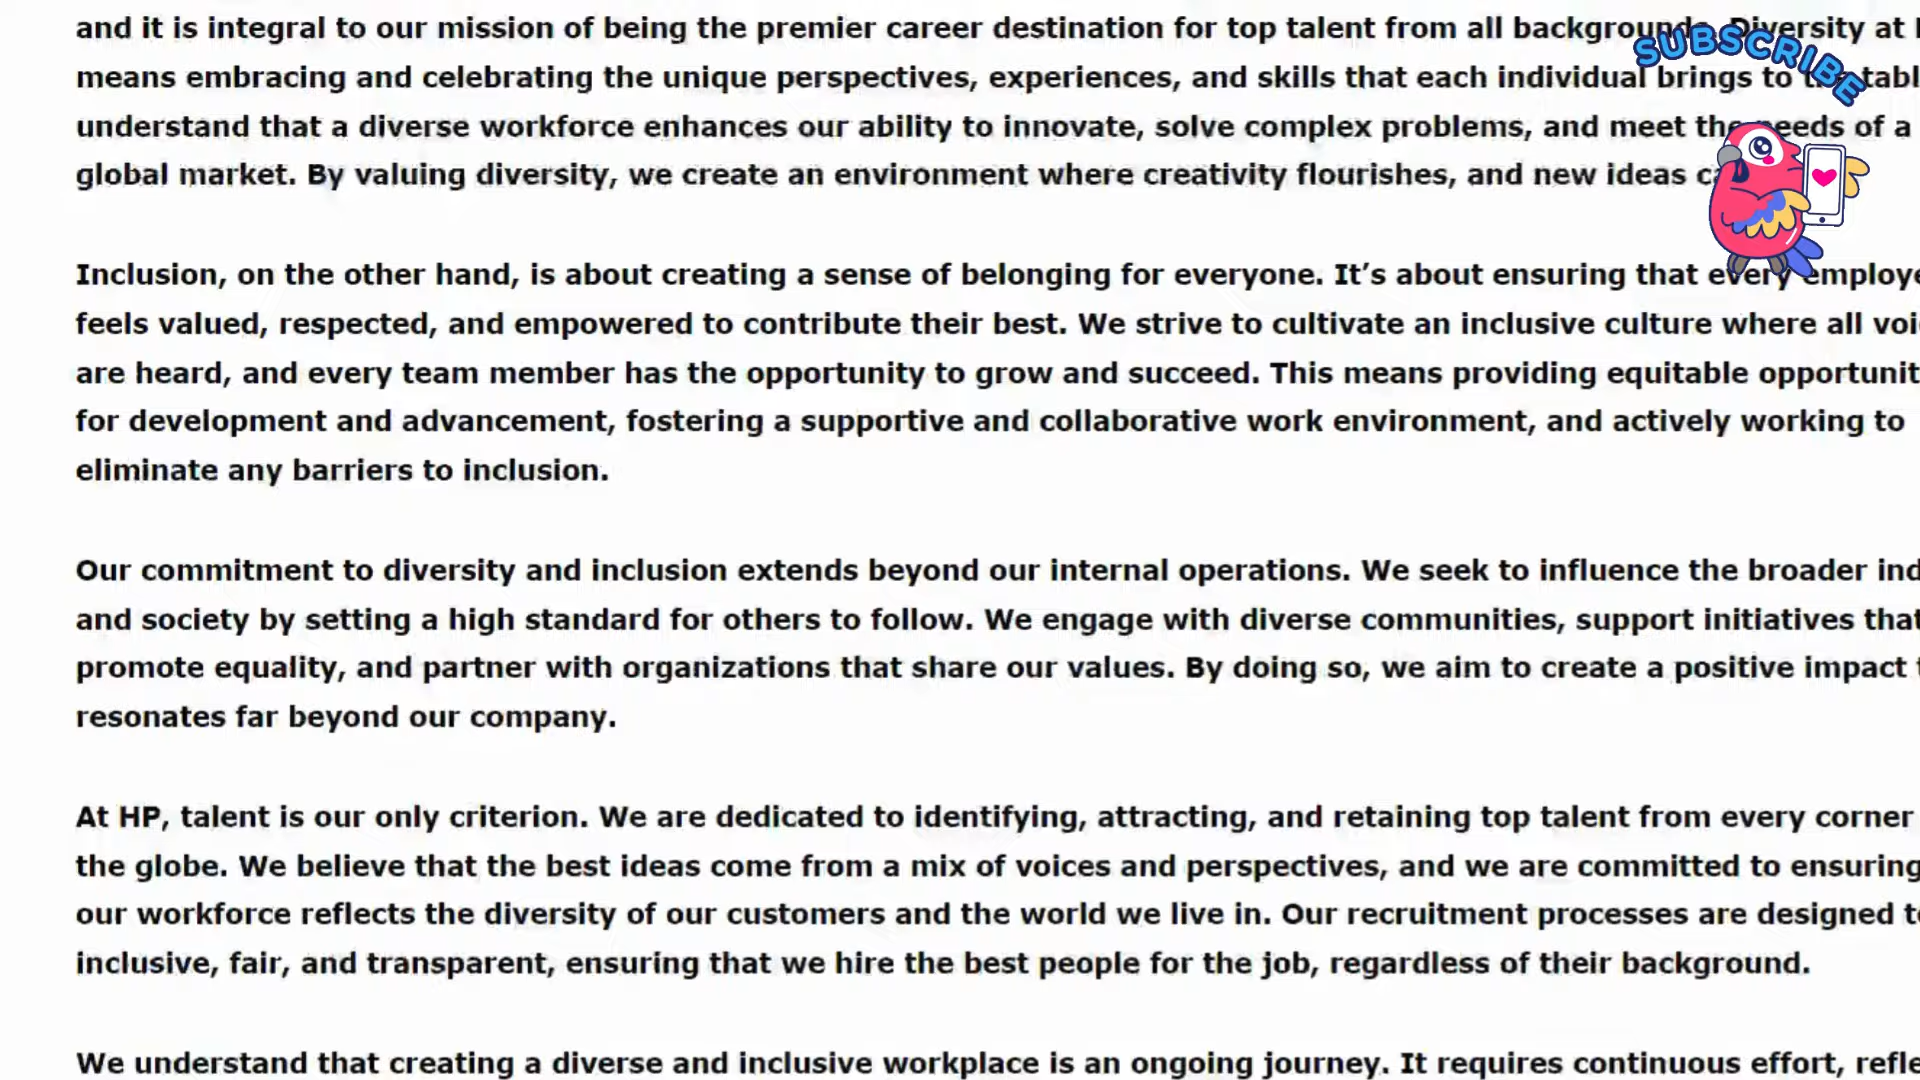 and it is integral to our mission of being the premier career destination for top talent from all backgrounds. Diversity at
means embracing and celebrating the unique perspectives, experiences, and skills that each individual brings to the
understand that a diverse workforce enhances our ability to innovate, solve complex problems, and meet the needs of a
global market. By valuing diversity, we create an environment where creativity flourishes, and new ideas
SUBSCRIBE
Inclusion, on the other hand, is about creating a sense of belonging for everyone. It’s about ensuring that every
feels valued, respected, and empowered to contribute their best. We strive to cultivate an inclusive culture where all
are heard, and every team member has the opportunity to grow and succeed. This means providing equitable
for development and advancement, fostering a supportive and collaborative work environment, and actively working to
eliminate any barriers to inclusion.
Our commitment to diversity and inclusion extends beyond our internal operations. We seek to influence the broader
and society by setting a high standard for others to follow. We engage with diverse communities, support initiatives that
promote equality, and partner with organizations that share our values. By doing so, we aim to create a positive impact
resonates far beyond our company.
At HP, talent is our only criterion. We are dedicated to identifying, attracting, and retaining top talent from every corner
the globe. We believe that the best ideas come from a mix of voices and perspectives, and we are committed to ensuring
our workforce reflects the diversity of our customers and the world we live in. Our recruitment processes are designed
inclusive, fair, and transparent, ensuring that we hire the best people for the job, regardless of their background.
We understand that creating a diverse and inclusive workplace is an ongoing journey. It requires continuous effort,